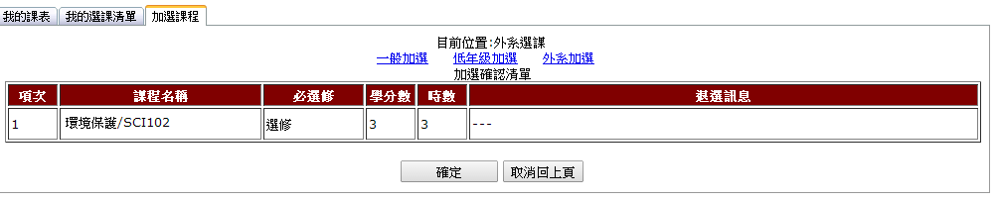 我的課表 我的選課清單 加選課程
目前位置:外系選課
一般加選 低年級加選 外系加選
加選確認清單
項次 課程名稱 必選修 學分數 時數 退選訊息
1 環境保護/SCI102 選修 3 3 ---
確定 取消回上頁